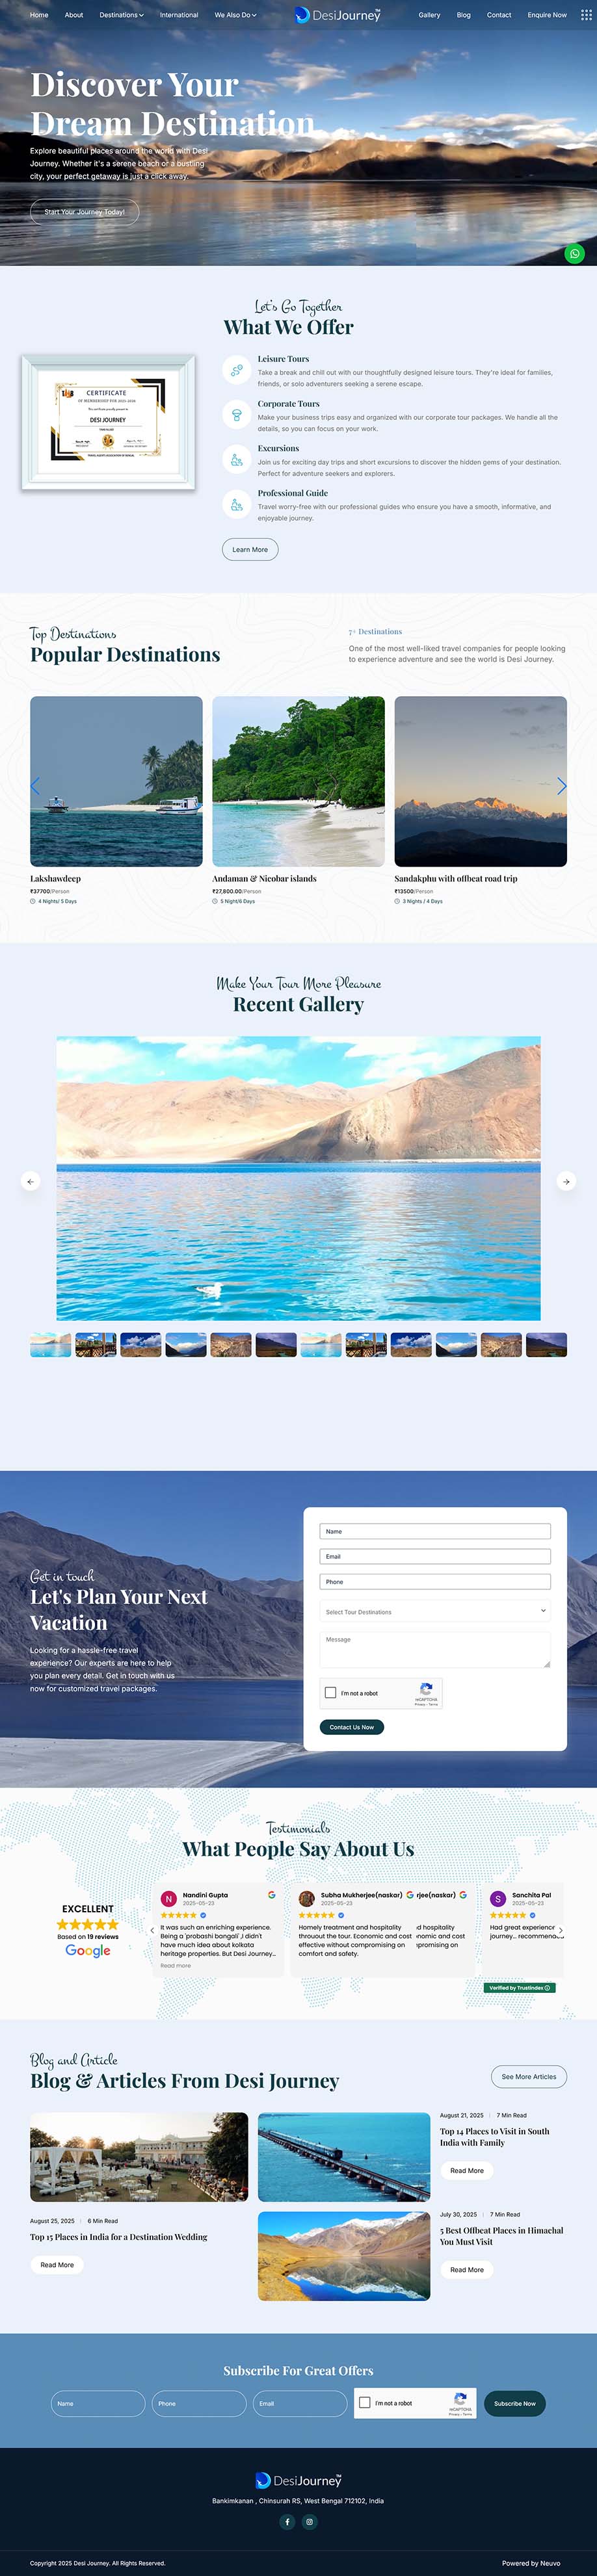 Home
About
Destinations
International
We Also Do
DesiJourney™
Gallery
Blog
Contact
Enquire Now
Discover Your
Dream Destination
Explore beautiful places around the world with Desi
Journey. Whether it's a serene beach or a bustling
city, your perfect getaway is just a click away.
Start Your Journey Today!
Let's Go Together
What We Offer
CERTIFICATE
OF MEMBERSHIP FOR 2025-2026
DESI JOURNEY
Leisure Tours
Take a break and chill out with our thoughtfully designed leisure tours. They're ideal for families,
friends, or solo adventurers seeking a serene escape.
Corporate Tours
Make your business trips easy and organized with our corporate tour packages. We handle all the
details, so you can focus on your work.
Excursions
Join us for exciting day trips and short excursions to discover the hidden gems of your destination.
Perfect for adventure seekers and explorers.
Professional Guide
Travel worry-free with our professional guides who ensure you have a smooth, informative, and
enjoyable journey.
Learn More
Top Destinations
Popular Destinations
7+ Destinations
One of the most well-liked travel companies for people looking
to experience adventure and see the world is Desi Journey.
Lakshawdeep
₹37700/Person
4 Nights/ 5 Days
Andaman & Nicobar islands
₹27,800.00/Person
5 Night/6 Days
Sandakphu with offbeat road trip
₹13500/Person
3 Nights / 4 Days
Make Your Tour More Pleasure
Recent Gallery
Get in touch
Let's Plan Your Next
Vacation
Looking for a hassle-free travel
experience? Our experts are here to help
you plan every detail. Get in touch with us
now for customized travel packages.
Name
Email
Phone
Select Tour Destinations
Message
I'm not a robot
reCAPTCHA
Privacy - Terms
Contact Us Now
Testimonials
What People Say About Us
EXCELLENT
Based on 19 reviews
Google
N
Nandini Gupta
2025-05-23
It was such an enriching experience.
Being a 'probashi bangali' ,I didn't
have much idea about kolkata
heritage properties. But Desi Journey...
Read more
Subha Mukherjee(naskar)
2025-05-23
Homely treatment and hospitality
throuout the tour. Economic and cost
effective without compromising on
comfort and safety.
rjee(naskar)
d hospitality
nomic and cost
promising on
S
Sanchita Pal
2025-05-23
Had great experience
journey... recommended
Verified by Trustindex
Blog and Article
Blog & Articles From Desi Journey
See More Articles
August 25, 2025 | 6 Min Read
Top 15 Places in India for a Destination Wedding
Read More
August 21, 2025 | 7 Min Read
Top 14 Places to Visit in South
India with Family
Read More
July 30, 2025 | 7 Min Read
5 Best Offbeat Places in Himachal
You Must Visit
Read More
Subscribe For Great Offers
Name
Phone
Email
I'm not a robot
reCAPTCHA
Privacy - Terms
Subscribe Now
DesiJourney™
Bankimkanan , Chinsurah RS, West Bengal 712102, India
Copyright 2025 Desi Journey. All Rights Reserved.
Powered by Neuvo